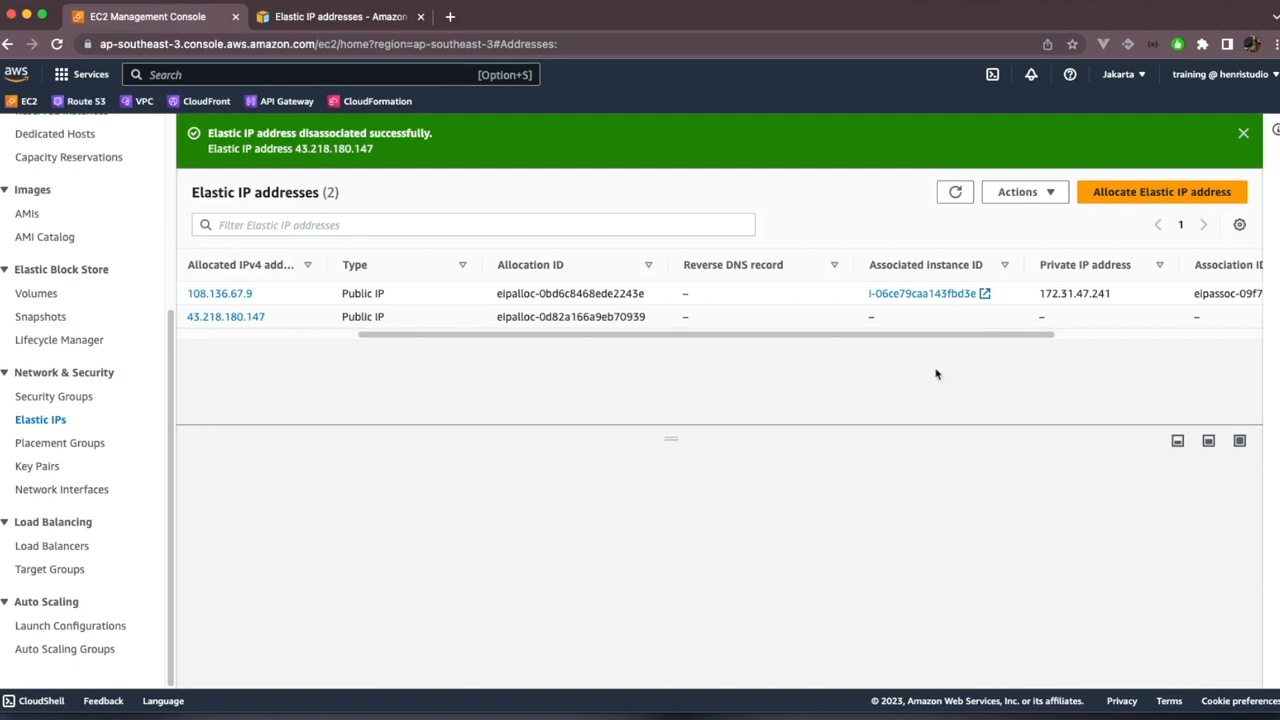 EC2 Management Console
Elastic IP addresses - Amazon
ap-southeast-3.console.aws.amazon.com/ec2/home?region=ap-southeast-3#Addresses:
aws
Services
Search
[Option+S]
Jakarta
training @ henristudio
EC2
Route 53
VPC
CloudFront
API Gateway
CloudFormation
Reserved Instances
Dedicated Hosts
Capacity Reservations
Images
AMIs
AMI Catalog
Elastic Block Store
Volumes
Snapshots
Lifecycle Manager
Network & Security
Security Groups
Elastic IPs
Placement Groups
Key Pairs
Network Interfaces
Load Balancing
Load Balancers
Target Groups
Auto Scaling
Launch Configurations
Auto Scaling Groups
Elastic IP address disassociated successfully.
Elastic IP address 43.218.180.147
Elastic IP addresses (2)
Actions
Allocate Elastic IP address
Filter Elastic IP addresses
1
Allocated IPv4 add... Type Allocation ID Reverse DNS record Associated instance ID Private IP address Association ID
108.136.67.9 Public IP eipalloc-0bd6c8468ede2243e – i-06ce79caa143fbd3e 172.31.47.241 eipassoc-09f7
43.218.180.147 Public IP eipalloc-0d82a166a9eb70939 – – – –
CloudShell
Feedback
Language
© 2023, Amazon Web Services, Inc. or its affiliates.
Privacy
Terms
Cookie preferences